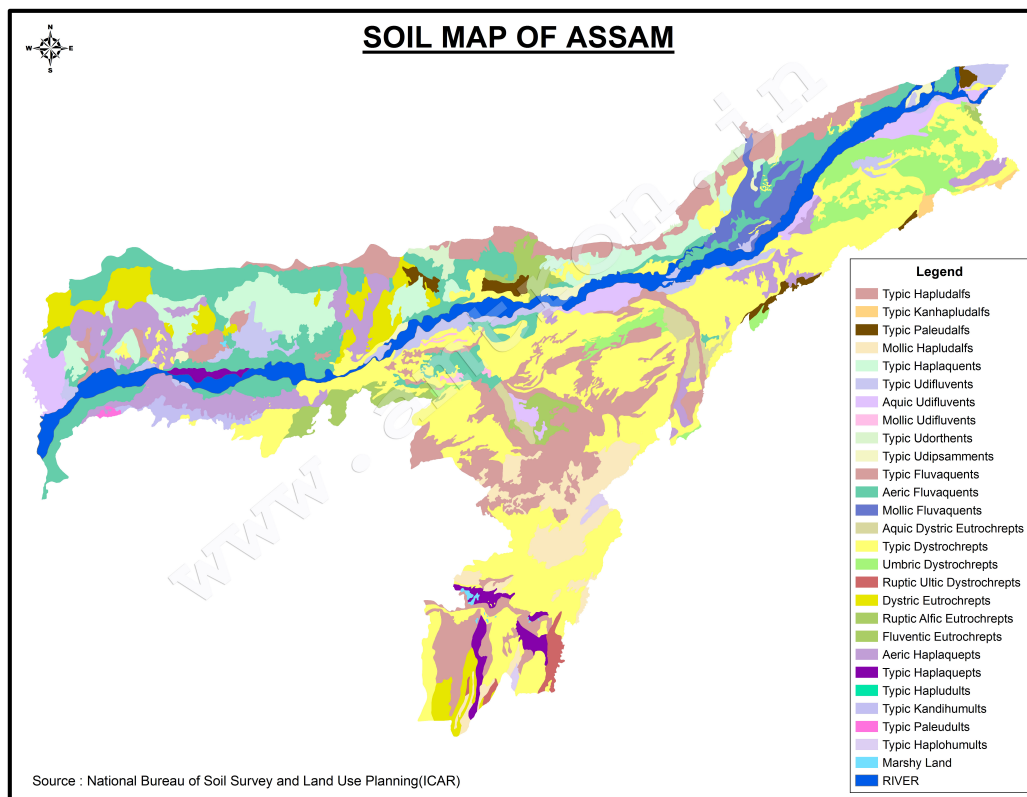 SOIL MAP OF ASSAM
N
W E
S
Legend
Typic Hapludalfs
Typic Kanhapludalfs
Typic Paleudalfs
Mollic Hapludalfs
Typic Haplaquents
Typic Udifluvents
Aquic Udifluvents
Mollic Udifluvents
Typic Udorthents
Typic Udipsamments
Typic Fluvaquents
Aeric Fluvaquents
Mollic Fluvaquents
Aquic Dystric Eutrochrepts
Typic Dystrochrepts
Umbric Dystrochrepts
Ruptic Ultic Dystrochrepts
Dystric Eutrochrepts
Ruptic Alfic Eutrochrepts
Fluventic Eutrochrepts
Aeric Haplaquepts
Typic Haplaquepts
Typic Hapludults
Typic Kandihumults
Typic Paleudults
Typic Haplohumults
Marshy Land
RIVER
Source : National Bureau of Soil Survey and Land Use Planning(ICAR)